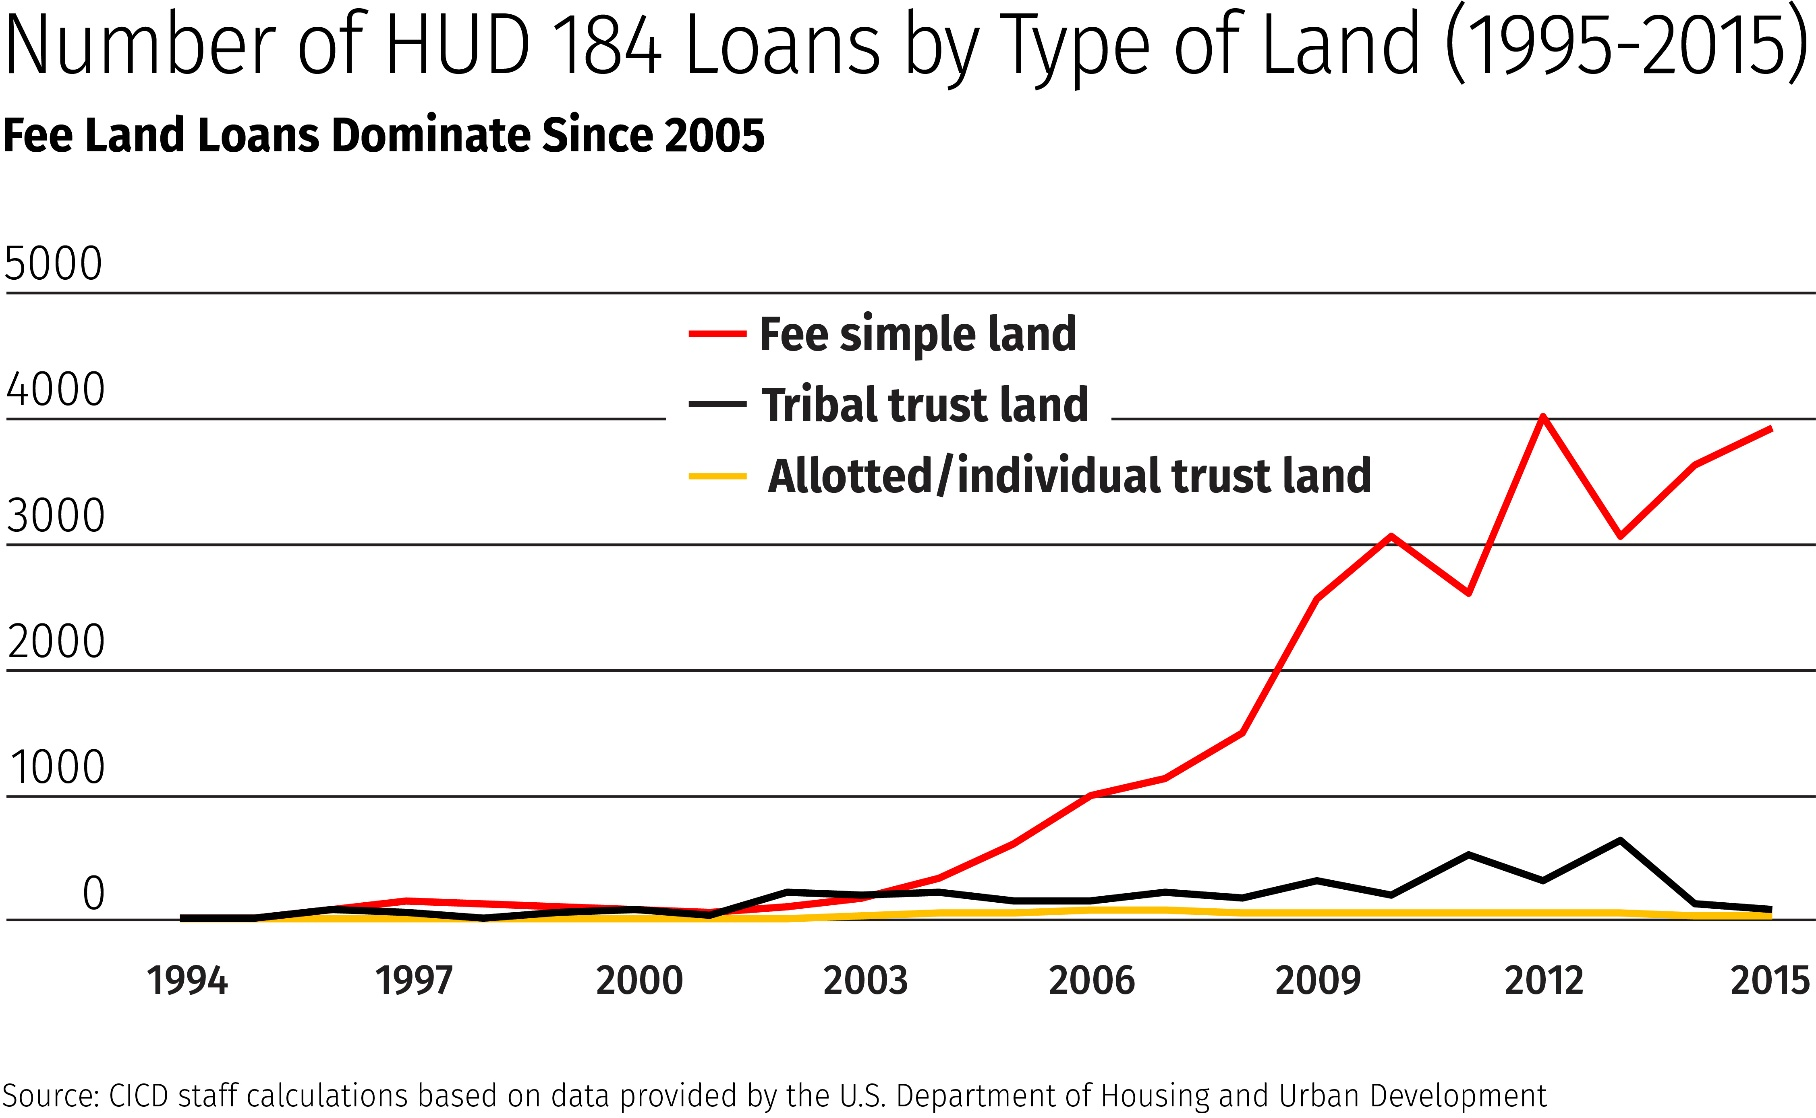 Number of HUD 184 Loans by Type of Land (1995-2015)
Fee Land Loans Dominate Since 2005
5000
Fee simple land
4000
Tribal trust land
Allotted/individual trust land
3000
2000
1000
0
1994 1997 2000 2003 2006 2009 2012 2015
Source: CICD staff calculations based on data provided by the U.S. Department of Housing and Urban Development